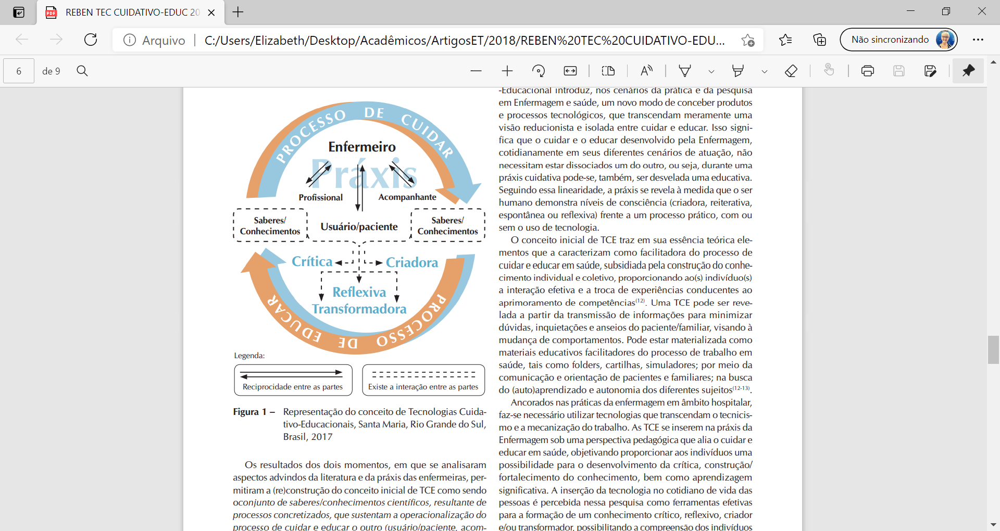 REBEN TEC CUIDATIVO-EDUC 20
Arquivo
C:/Users/Elizabeth/Desktop/Acadêmicos/ArtigosET/2018/REBEN%20TEC%20CUIDATIVO-EDU...
Não sincronizando
6 de 9
PROCESSO DE CUIDAR
Enfermeiro
Práxis
Profissional
Acompanhante
Saberes/
Conhecimentos
Usuário/paciente
Saberes/
Conhecimentos
Crítica
Criadora
Reflexiva
Transformadora
PROCESSO DE EDUCAR
Legenda:
Reciprocidade entre as partes
Existe a interação entre as partes
Figura 1 – Representação do conceito de Tecnologias Cuida-
tivo-Educacionais, Santa Maria, Rio Grande do Sul,
Brasil, 2017
Os resultados dos dois momentos, em que se analisaram
aspectos advindos da literatura e da práxis das enfermeiras, per-
mitiram a (re)construção do conceito inicial de TCE como sendo
oconjunto de saberes/conhecimentos científicos, resultante de
processos concretizados, que sustentam a operacionalização do
processo de cuidar e educar o outro (usuário/paciente, acom-
-Educacional introduz, nos cenários da prática e da pesquisa
em Enfermagem e saúde, um novo modo de conceber produtos
e processos tecnológicos, que transcendam meramente uma
visão reducionista e isolada entre cuidar e educar. Isso signi-
fica que o cuidar e o educar desenvolvido pela Enfermagem,
cotidianamente em seus diferentes cenários de atuação, não
necessitam estar dissociados um do outro, ou seja, durante uma
práxis cuidativa pode-se, também, ser desvelada uma educativa.
Seguindo essa linearidade, a práxis se revela à medida que o ser
humano demonstra níveis de consciência (criadora, reiterativa,
espontânea ou reflexiva) frente a um processo prático, com ou
sem o uso de tecnologia.
O conceito inicial de TCE traz em sua essência teórica ele-
mentos que a caracterizam como facilitadora do processo de
cuidar e educar em saúde, subsidiada pela construção do conhe-
cimento individual e coletivo, proporcionando ao(s) indivíduo(s)
a interação efetiva e a troca de experiências conducentes ao
aprimoramento de competências(12). Uma TCE pode ser reve-
lada a partir da transmissão de informações para minimizar
dúvidas, inquietações e anseios do paciente/familiar, visando à
mudança de comportamentos. Pode estar materializada como
materiais educativos facilitadores do processo de trabalho em
saúde, tais como folders, cartilhas, simuladores; por meio da
comunicação e orientação de pacientes e familiares; na busca
do (auto)aprendizado e autonomia dos diferentes sujeitos(12-13).
Ancorados nas práticas da enfermagem em âmbito hospitalar,
faz-se necessário utilizar tecnologias que transcendam o tecnicis-
mo e a mecanização do trabalho. As TCE se inserem na práxis da
Enfermagem sob uma perspectiva pedagógica que alia o cuidar e
educar em saúde, objetivando proporcionar aos indivíduos uma
possibilidade para o desenvolvimento da crítica, construção/
fortalecimento do conhecimento, bem como aprendizagem
significativa. A inserção da tecnologia no cotidiano de vida das
pessoas é percebida nessa pesquisa como ferramentas efetivas
para a formação de um conhecimento crítico, reflexivo, criador
e/ou transformador, possibilitando a compreensão dos indivíduos